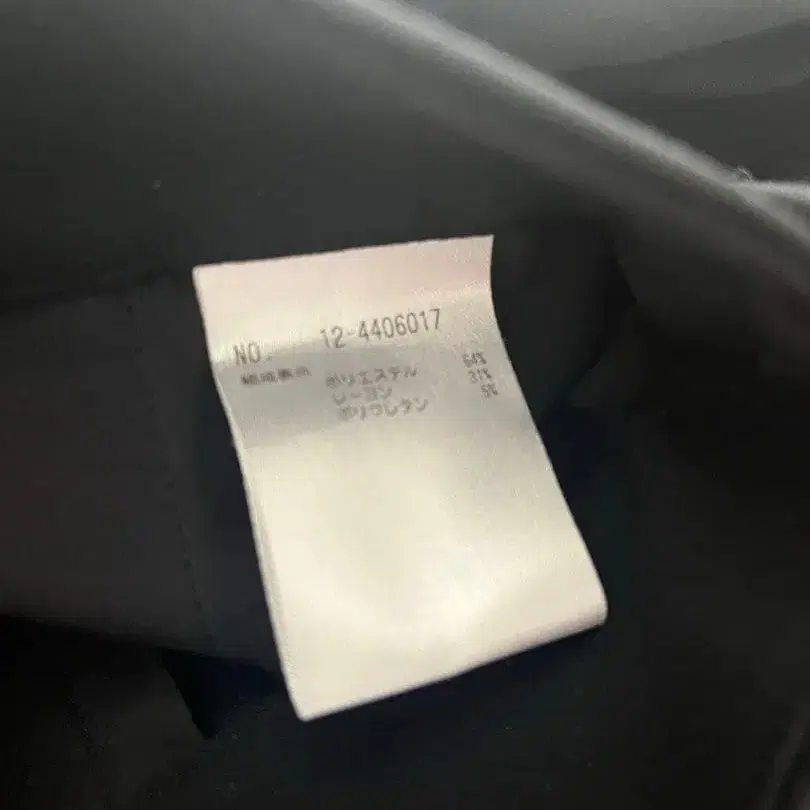 NO. 12-4406017
組成表示 ポリエステル 64%
レーヨン 31%
ポリウレタン 5%